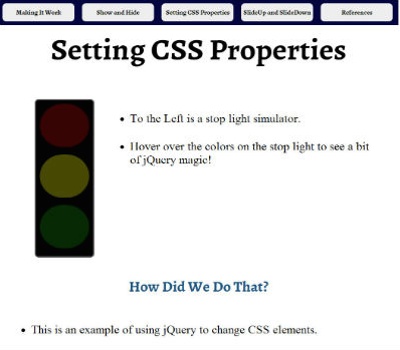 Making It Work
Show and Hide
Setting CSS Properties
SlideUp and SlideDown
References
Setting CSS Properties
To the Left is a stop light simulator.
Hover over the colors on the stop light to see a bit
of jQuery magic!
How Did We Do That?
This is an example of using jQuery to change CSS elements.